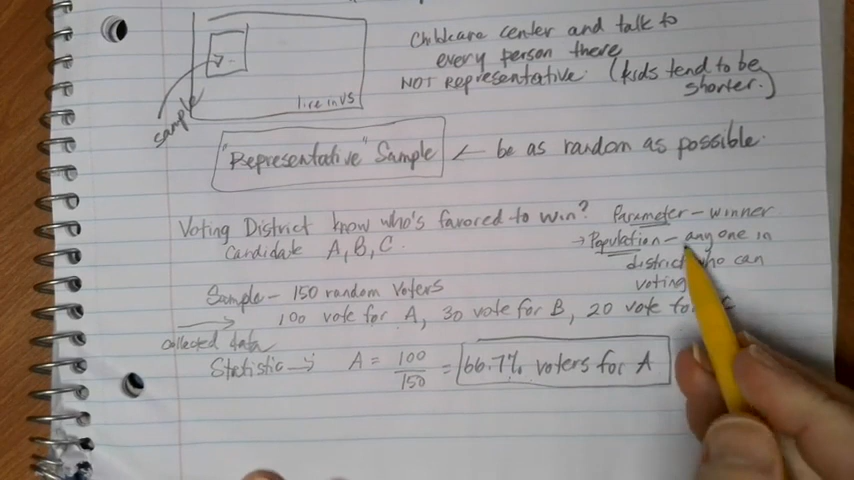 Childcare center and talk to
every person there
NOT Representative. (kids tend to be
shorter.)
live in US
sample
"Representative" Sample ← be as random as possible.
Voting District know who's favored to win? Parameter - winner
Candidate A, B, C.
→ Population - anyone in
district who can
voting
Sample - 150 random voters
100 vote for A, 30 vote for B, 20 vote for C
collected data
Statistic → A = 100/150 = 66.7% voters for A